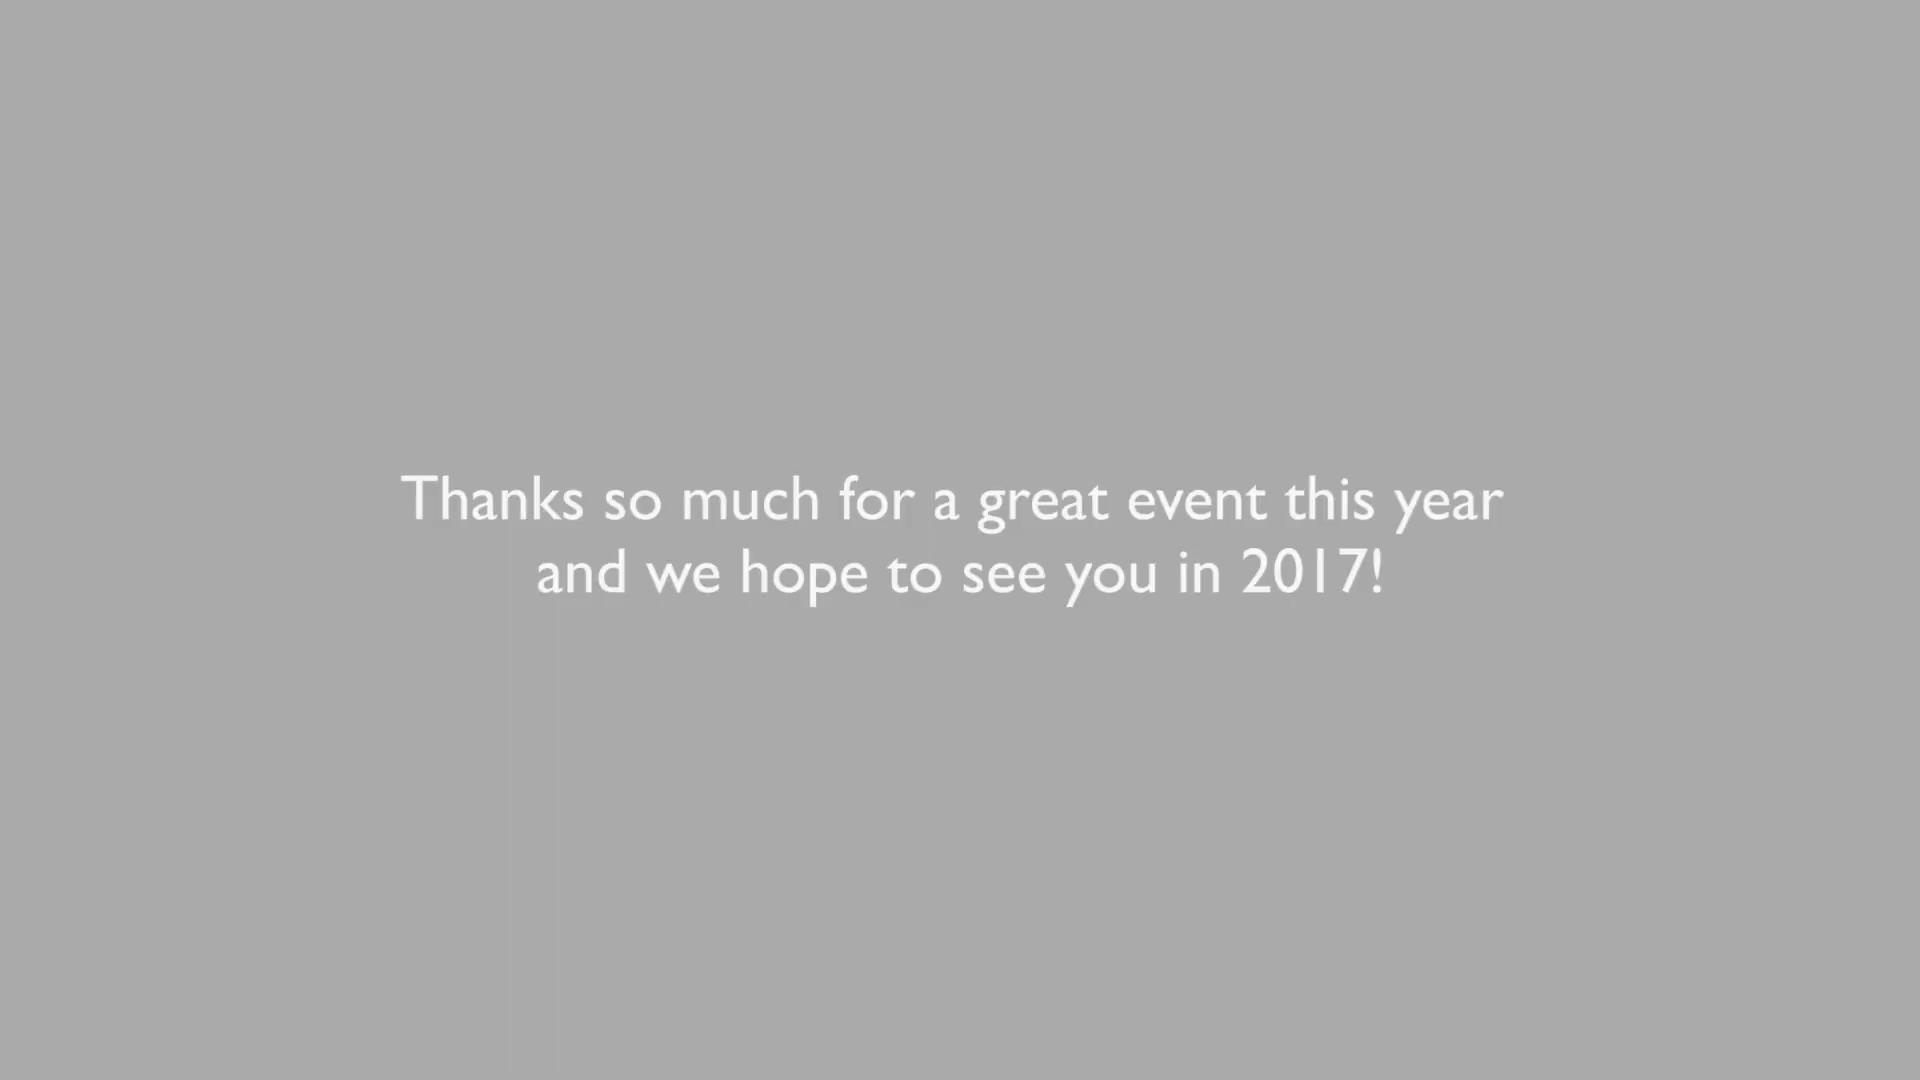 Thanks so much for a great event this year
and we hope to see you in 2017!